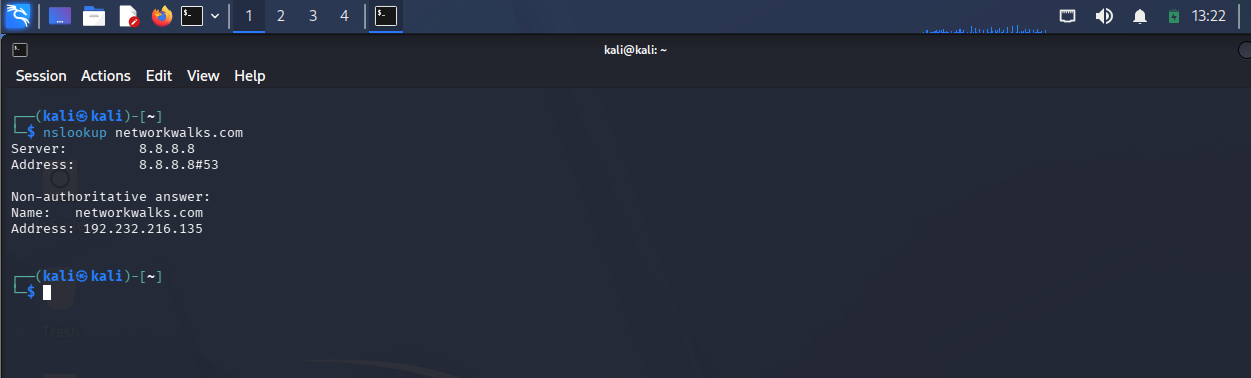 1 2 3 4 13:22
kali@kali: ~
Session Actions Edit View Help
┌──(kali㉿kali)-[~]
└─$ nslookup networkwalks.com
Server:         8.8.8.8
Address:        8.8.8.8#53
Non-authoritative answer:
Name:   networkwalks.com
Address: 192.232.216.135
┌──(kali㉿kali)-[~]
└─$
Trash